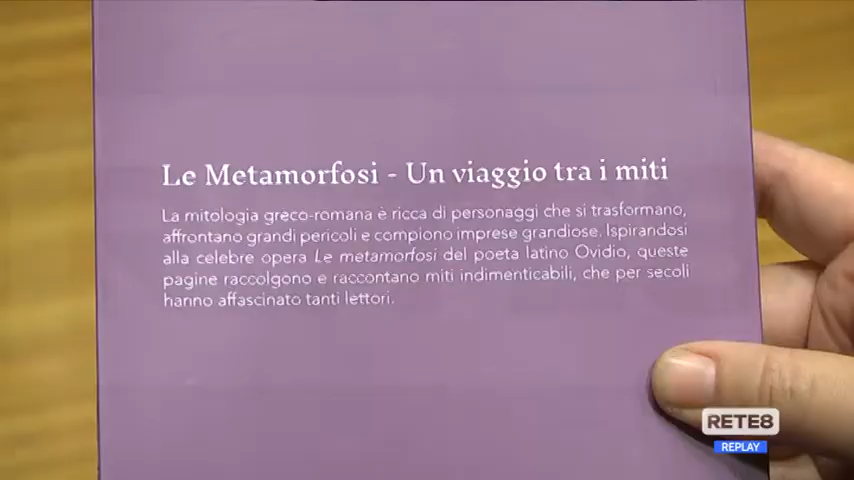 Le Metamorfosi - Un viaggio tra i miti
La mitologia greco-romana è ricca di personaggi che si trasformano,
affrontano grandi pericoli e compiono imprese grandiose. Ispirandosi
alla celebre opera Le metamorfosi del poeta latino Ovidio, queste
pagine raccolgono e raccontano miti indimenticabili, che per secoli
hanno affascinato tanti lettori.
RETE8
REPLAY